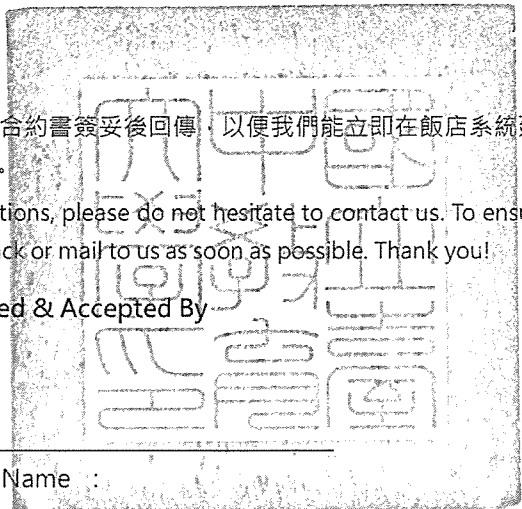 合約書簽妥後回傳，以便我們能立即在飯店系統
。
tions, please do not hesitate to contact us. To ensu
ck or mail to us as soon as possible. Thank you!
ed & Accepted By
Name :